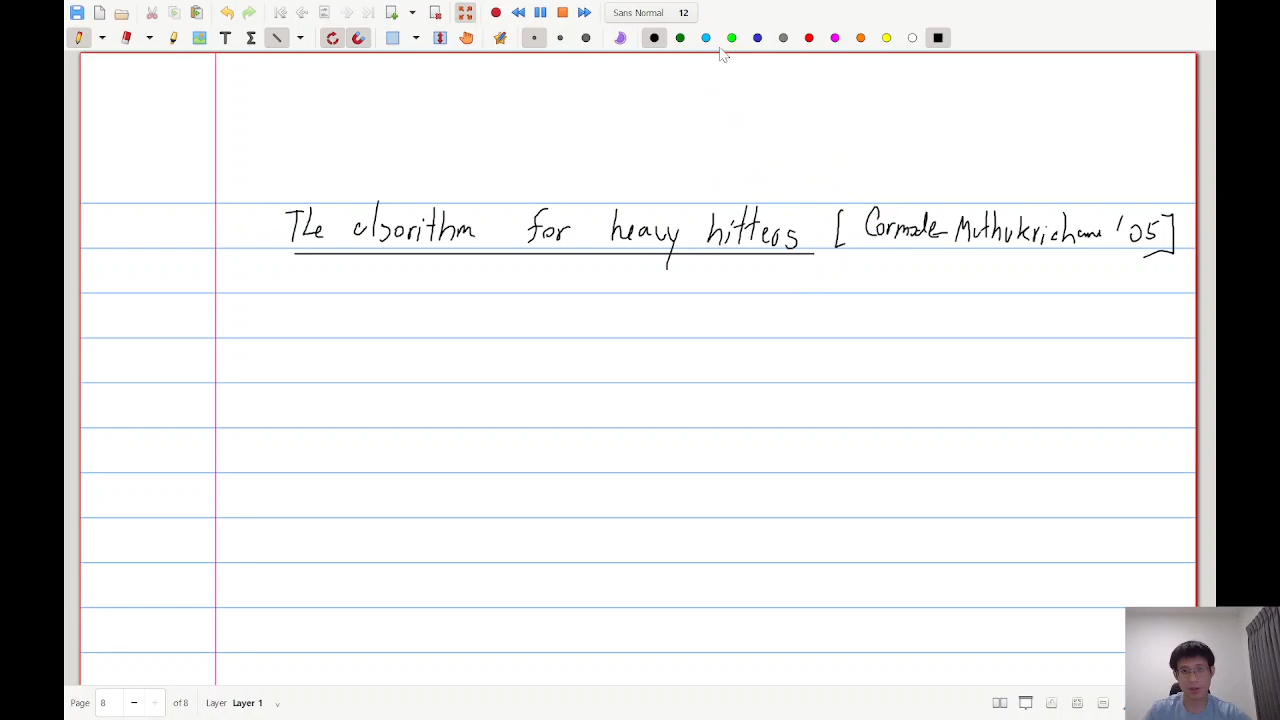 Sans Normal 12
The algorithm for heavy hitters [Cormode-Muthukrishnan '05]
Page 8 of 8 Layer Layer 1